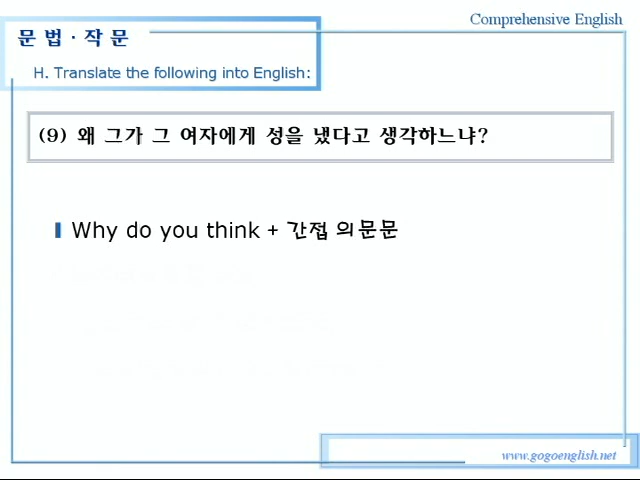 Comprehensive English
문법·작문
H. Translate the following into English:
(9) 왜 그가 그 여자에게 성을 냈다고 생각하느냐?
Why do you think + 간접 의문문
www.gogoenglish.net